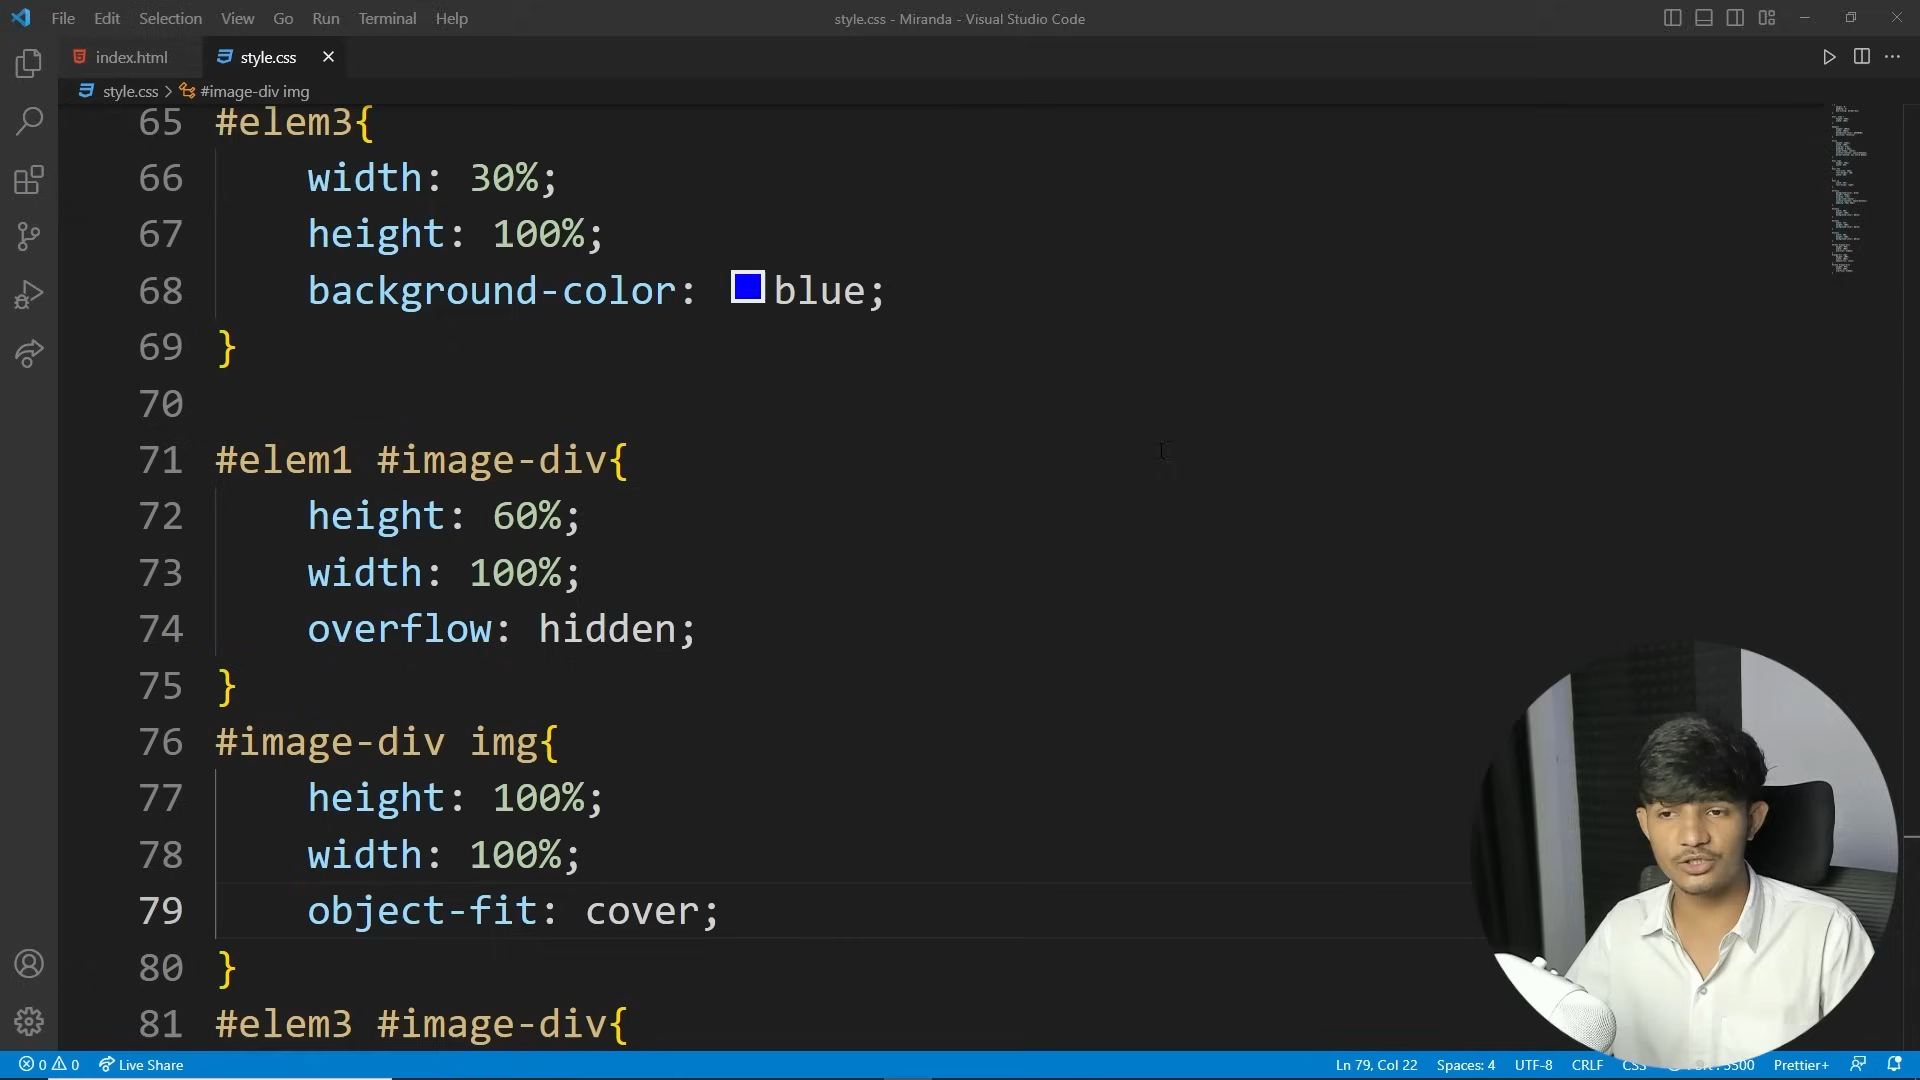 File Edit Selection View Go Run Terminal Help
style.css - Miranda - Visual Studio Code
index.html
style.css
style.css > #image-div img
65 #elem3{
66 width: 30%;
67 height: 100%;
68 background-color: blue;
69 }
70
71 #elem1 #image-div{
72 height: 60%;
73 width: 100%;
74 overflow: hidden;
75 }
76 #image-div img{
77 height: 100%;
78 width: 100%;
79 object-fit: cover;
80 }
81 #elem3 #image-div{
0 0 Live Share
Ln 79, Col 22 Spaces: 4 UTF-8 CRLF CSS 5500 Prettier+